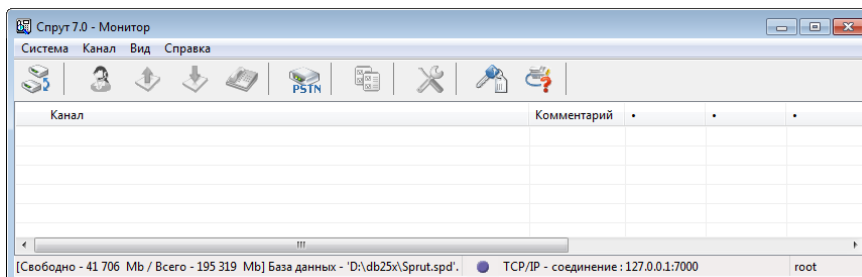 Спрут 7.0 - Монитор
Система Канал Вид Справка
PSTN
Канал Комментарий • • •
[Свободно - 41 706 Mb / Всего - 195 319 Mb] База данных - 'D:\db25x\Sprut.spd'. TCP/IP - соединение : 127.0.0.1:7000 root